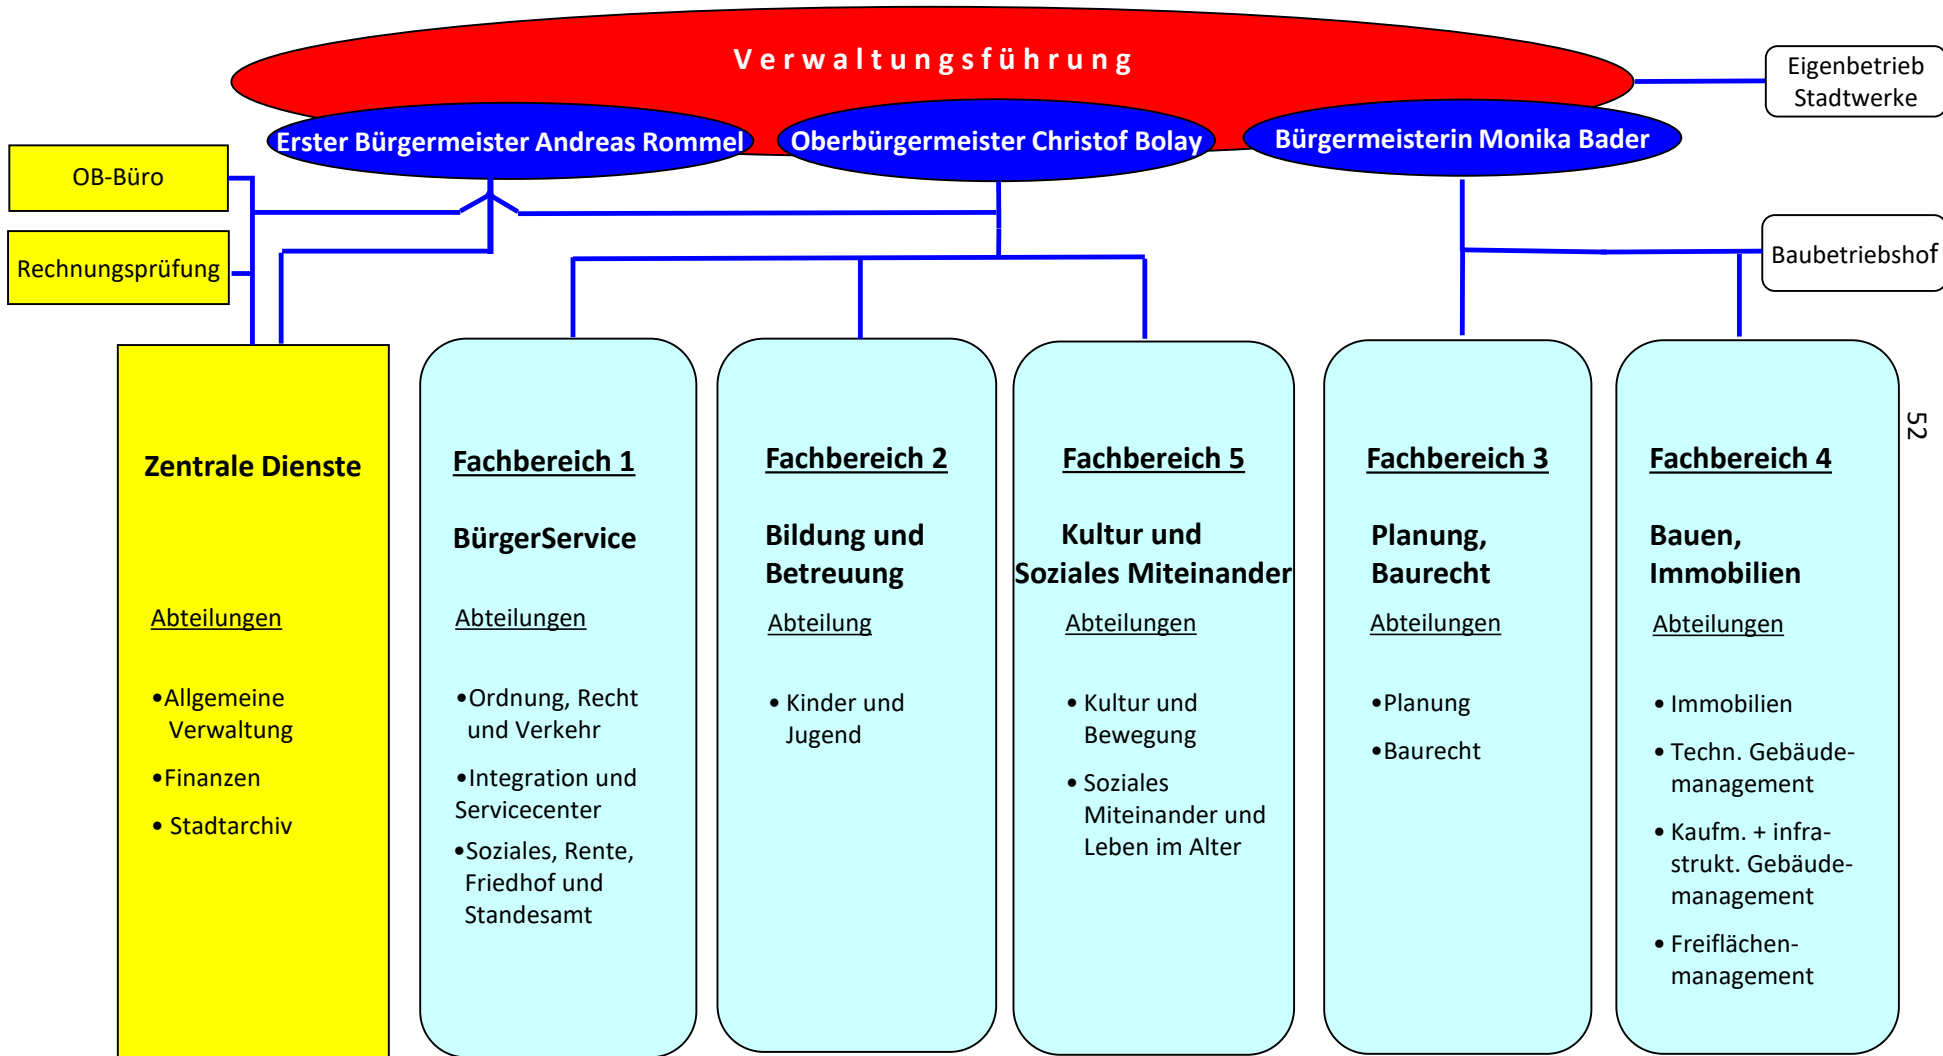 Verwaltungsführung
Eigenbetrieb
Stadtwerke
Erster Bürgermeister Andreas Rommel
Oberbürgermeister Christof Bolay
Bürgermeisterin Monika Bader
OB-Büro
Rechnungsprüfung
Baubetriebshof
52
Zentrale Dienste
Abteilungen
•Allgemeine
Verwaltung
•Finanzen
• Stadtarchiv
Fachbereich 1
BürgerService
Abteilungen
•Ordnung, Recht
und Verkehr
•Integration und
Servicecenter
•Soziales, Rente,
Friedhof und
Standesamt
Fachbereich 2
Bildung und
Betreuung
Abteilung
• Kinder und
Jugend
Fachbereich 5
Kultur und
Soziales Miteinander
Abteilungen
• Kultur und
Bewegung
• Soziales
Miteinander und
Leben im Alter
Fachbereich 3
Planung,
Baurecht
Abteilungen
•Planung
•Baurecht
Fachbereich 4
Bauen,
Immobilien
Abteilungen
• Immobilien
• Techn. Gebäude-
management
• Kaufm. + infra-
strukt. Gebäude-
management
• Freiflächen-
management